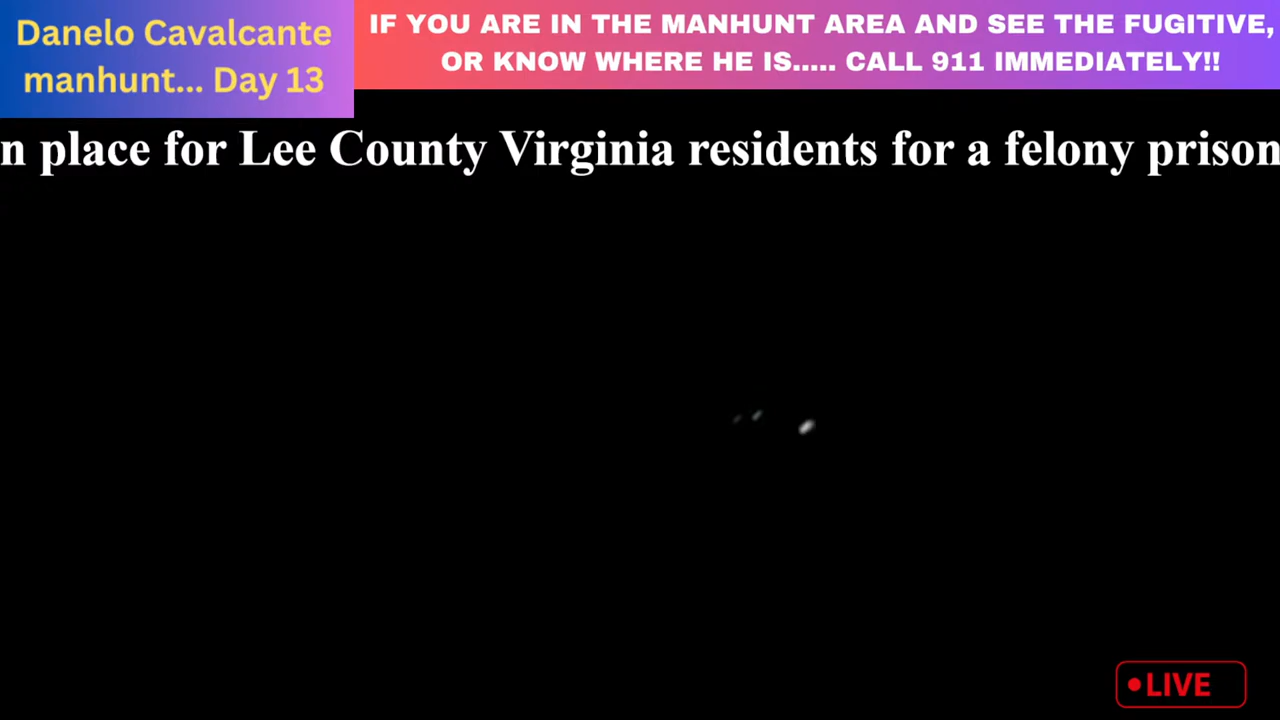 Danelo Cavalcante
manhunt... Day 13
IF YOU ARE IN THE MANHUNT AREA AND SEE THE FUGITIVE,
OR KNOW WHERE HE IS..... CALL 911 IMMEDIATELY!!
n place for Lee County Virginia residents for a felony prison
LIVE